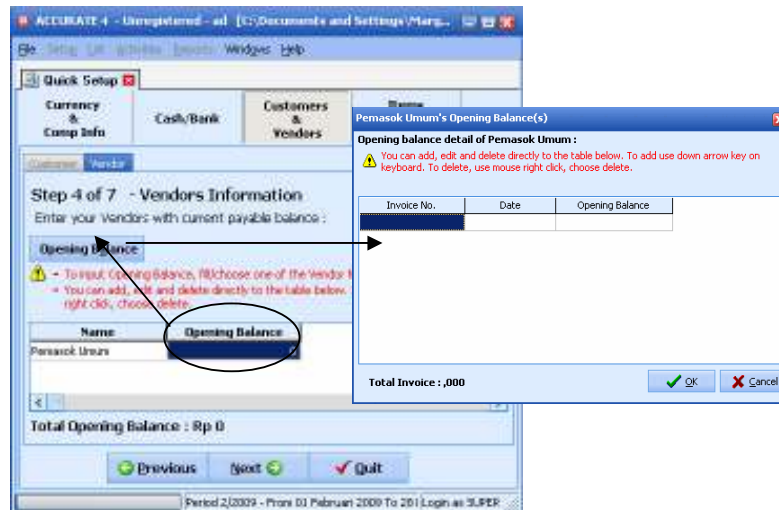 ACCURATE 4 - Unregistered - ad [C:\Documents and Settings\Marg...
File Setup List Activities Reports Windows Help
Quick Setup
Currency & Comp Info
Cash/Bank
Customers & Vendors
Customer Vendor
Step 4 of 7 - Vendors Information
Enter your Vendors with current payable balance :
Opening Balance
- To input Opening Balance, fill/choose one of the Vendor
- You can add, edit and delete directly to the table below.
right click, choose delete.
Name Opening Balance
Pemasok Umum 0
Total Opening Balance : Rp 0
Previous Next Quit
Period 2/2009 - From 01 Februari 2009 To 28 Login as SUPER
Pemasok Umum's Opening Balance(s)
Opening balance detail of Pemasok Umum :
You can add, edit and delete directly to the table below. To add use down arrow key on
keyboard. To delete, use mouse right click, choose delete.
Invoice No. Date Opening Balance
Total Invoice : ,000
OK Cancel